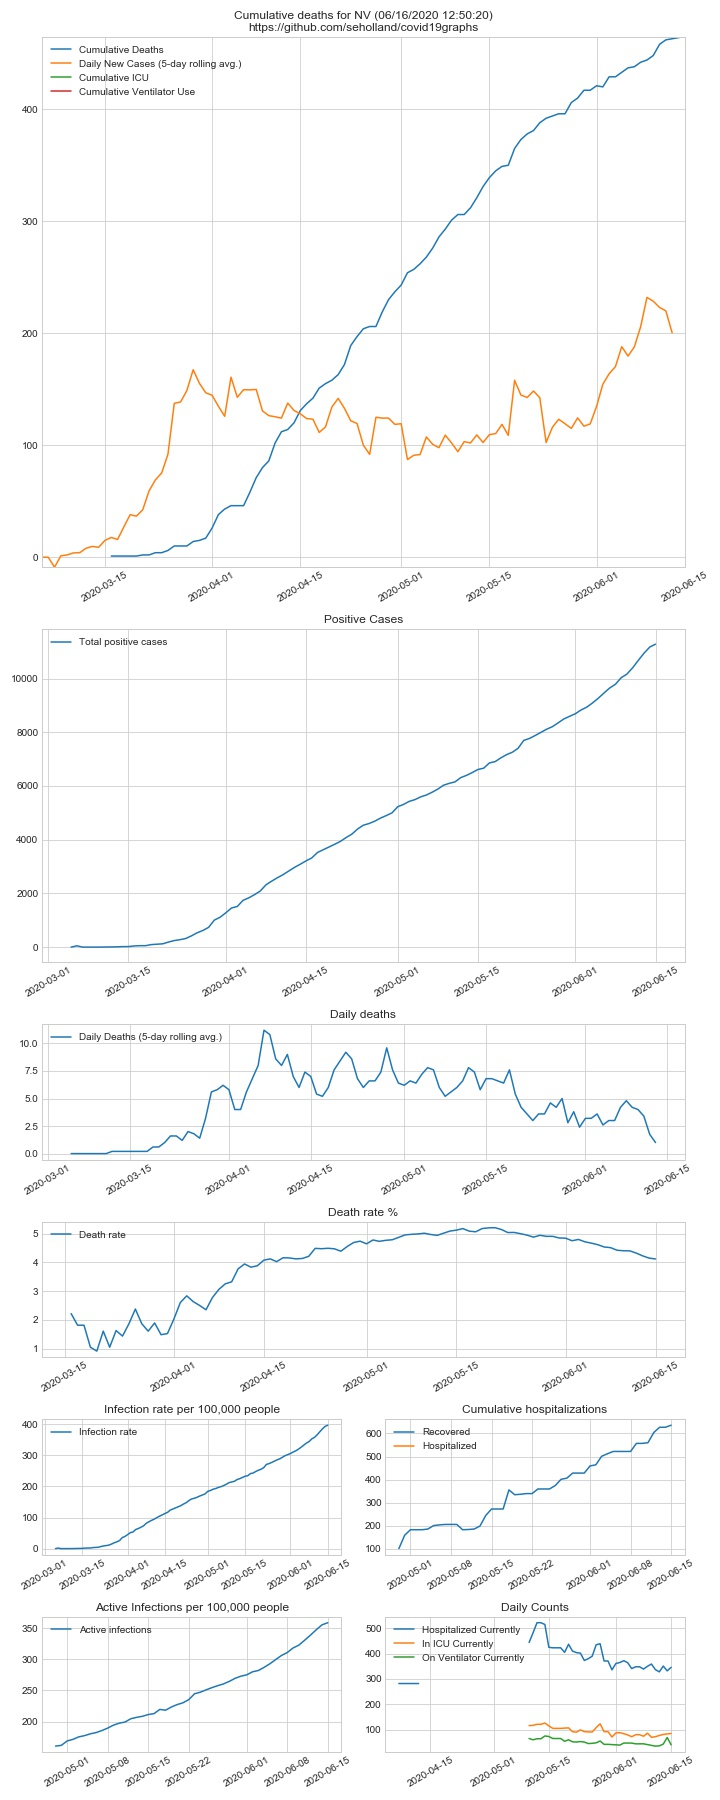 Cumulative deaths for NV (06/16/2020 12:50:20)
https://github.com/seholland/covid19graphs
Cumulative Deaths
Daily New Cases (5-day rolling avg.)
Cumulative ICU
Cumulative Ventilator Use
400
300
200
100
0
2020-03-15 2020-04-01 2020-04-15 2020-05-01 2020-05-15 2020-06-01 2020-06-15
Positive Cases
Total positive cases
10000
8000
6000
4000
2000
0
2020-03-01 2020-03-15 2020-04-01 2020-04-15 2020-05-01 2020-05-15 2020-06-01 2020-06-15
Daily deaths
Daily Deaths (5-day rolling avg.)
10.0
7.5
5.0
2.5
0.0
2020-03-01 2020-03-15 2020-04-01 2020-04-15 2020-05-01 2020-05-15 2020-06-01 2020-06-15
Death rate %
Death rate
5
4
3
2
1
2020-03-15 2020-04-01 2020-04-15 2020-05-01 2020-05-15 2020-06-01 2020-06-15
Infection rate per 100,000 people
Infection rate
400
300
200
100
0
2020-03-01 2020-03-15 2020-04-01 2020-04-15 2020-05-01 2020-05-15 2020-06-01 2020-06-15
Cumulative hospitalizations
Recovered
Hospitalized
600
500
400
300
200
100
2020-05-01 2020-05-08 2020-05-15 2020-05-22 2020-06-01 2020-06-08 2020-06-15
Active Infections per 100,000 people
Active infections
350
300
250
200
2020-05-01 2020-05-08 2020-05-15 2020-05-22 2020-06-01 2020-06-08 2020-06-15
Daily Counts
Hospitalized Currently
In ICU Currently
On Ventilator Currently
500
400
300
200
100
2020-04-15 2020-05-01 2020-05-15 2020-06-01 2020-06-15